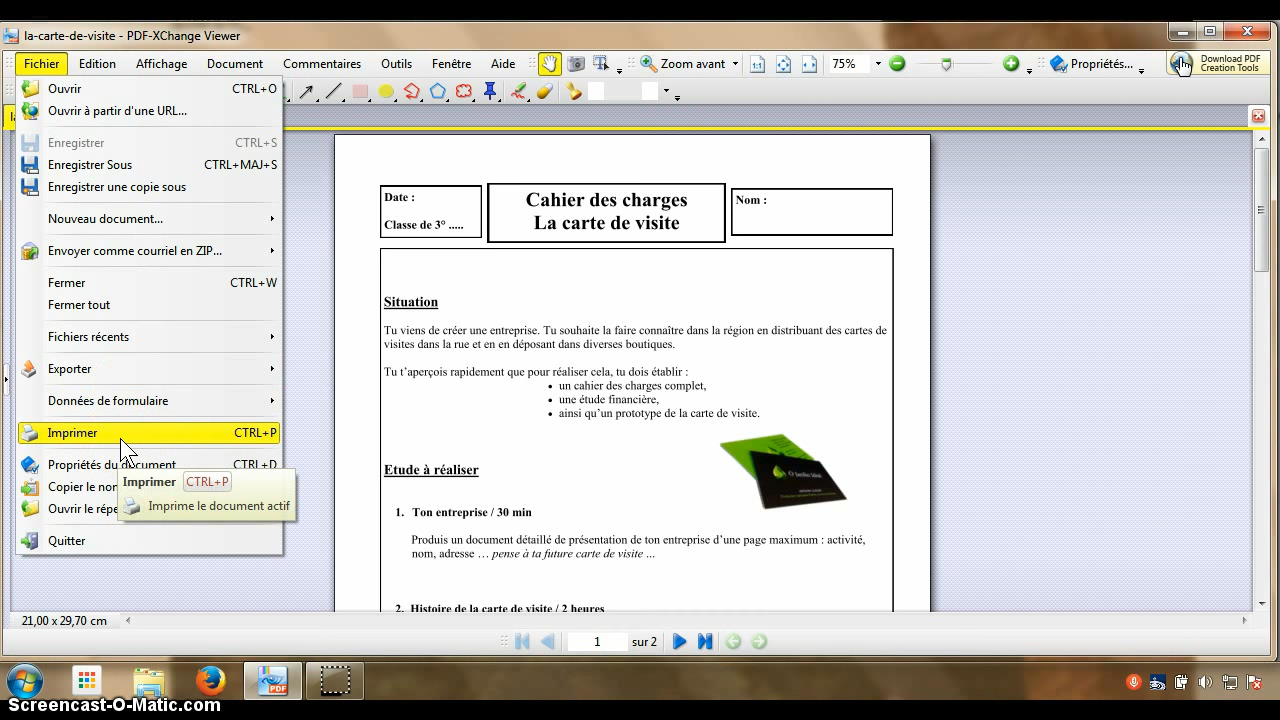 la-carte-de-visite - PDF-XChange Viewer
Fichier Edition Affichage Document Commentaires Outils Fenêtre Aide Zoom avant 75% Propriétés... Download PDF
Creation Tools
Ouvrir CTRL+O
Ouvrir à partir d'une URL...
Enregistrer CTRL+S
Enregistrer Sous CTRL+MAJ+S
Enregistrer une copie sous
Nouveau document...
Envoyer comme courriel en ZIP...
Fermer CTRL+W
Fermer tout
Fichiers récents
Exporter
Données de formulaire
Imprimer CTRL+P
Propriétés du document CTRL+D
Copier le
Ouvrir le répe
Quitter
Imprimer CTRL+P
Imprime le document actif
Date :
Classe de 3° .....
Cahier des charges
La carte de visite
Nom :
Situation
Tu viens de créer une entreprise. Tu souhaite la faire connaître dans la région en distribuant des cartes de
visites dans la rue et en en déposant dans diverses boutiques.
Tu t'aperçois rapidement que pour réaliser cela, tu dois établir :
• un cahier des charges complet,
• une étude financière,
• ainsi qu'un prototype de la carte de visite.
Etude à réaliser
1. Ton entreprise / 30 min
Produis un document détaillé de présentation de ton entreprise d'une page maximum : activité,
nom, adresse … pense à ta future carte de visite ...
2. Histoire de la carte de visite / 2 heures
21,00 x 29,70 cm
1 sur 2
PDF
Screencast-O-Matic.com